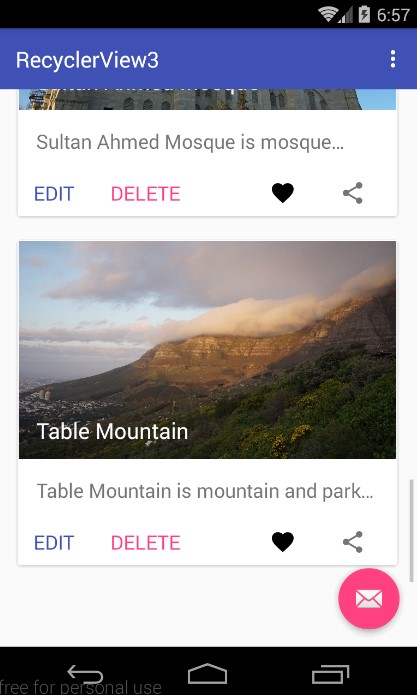 6:57
RecyclerView3
Sultan Ahmed Mosque is mosque…
EDIT DELETE
Table Mountain
Table Mountain is mountain and park…
EDIT DELETE
free for personal use